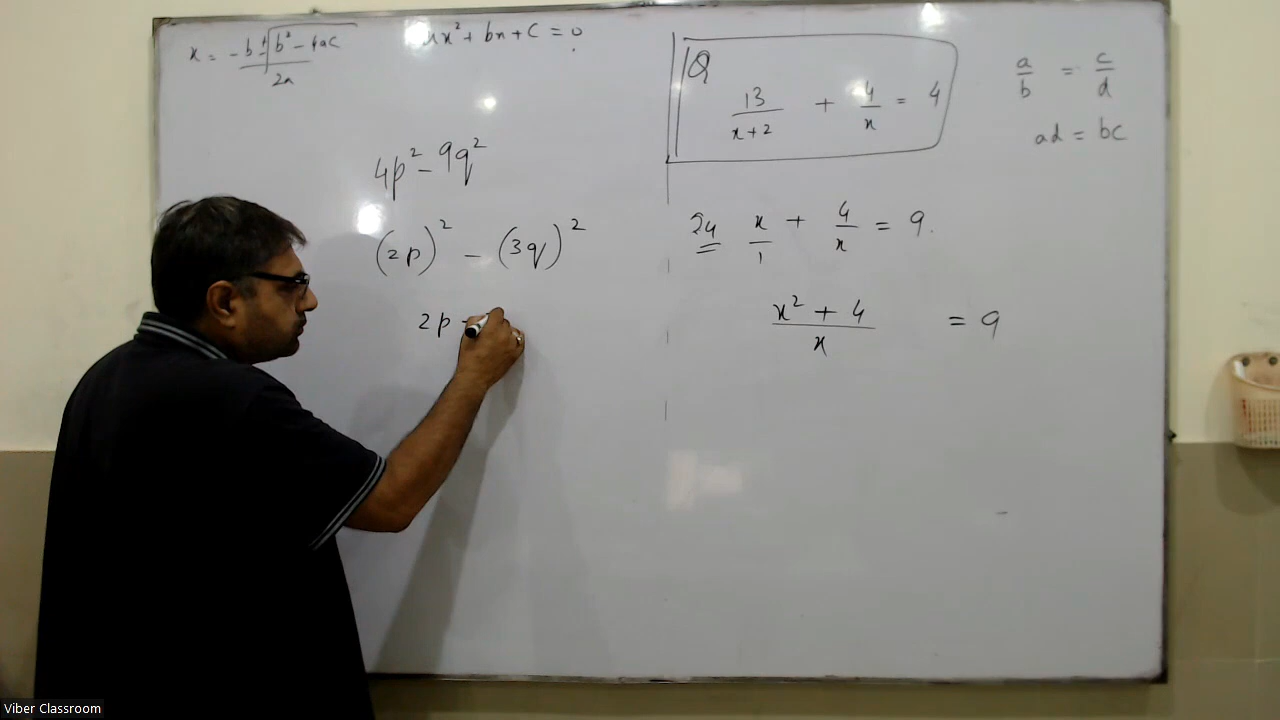 x = -b ± √b² - 4ac / 2a
ax² + bx + c = 0
4p² - 9q²
(2p)² - (3q)²
2p -
Q
13/(x+2) + 4/x = 4
a/b = c/d
ad = bc
24 x/1 + 4/x = 9.
(x² + 4)/x = 9
Viber Classroom